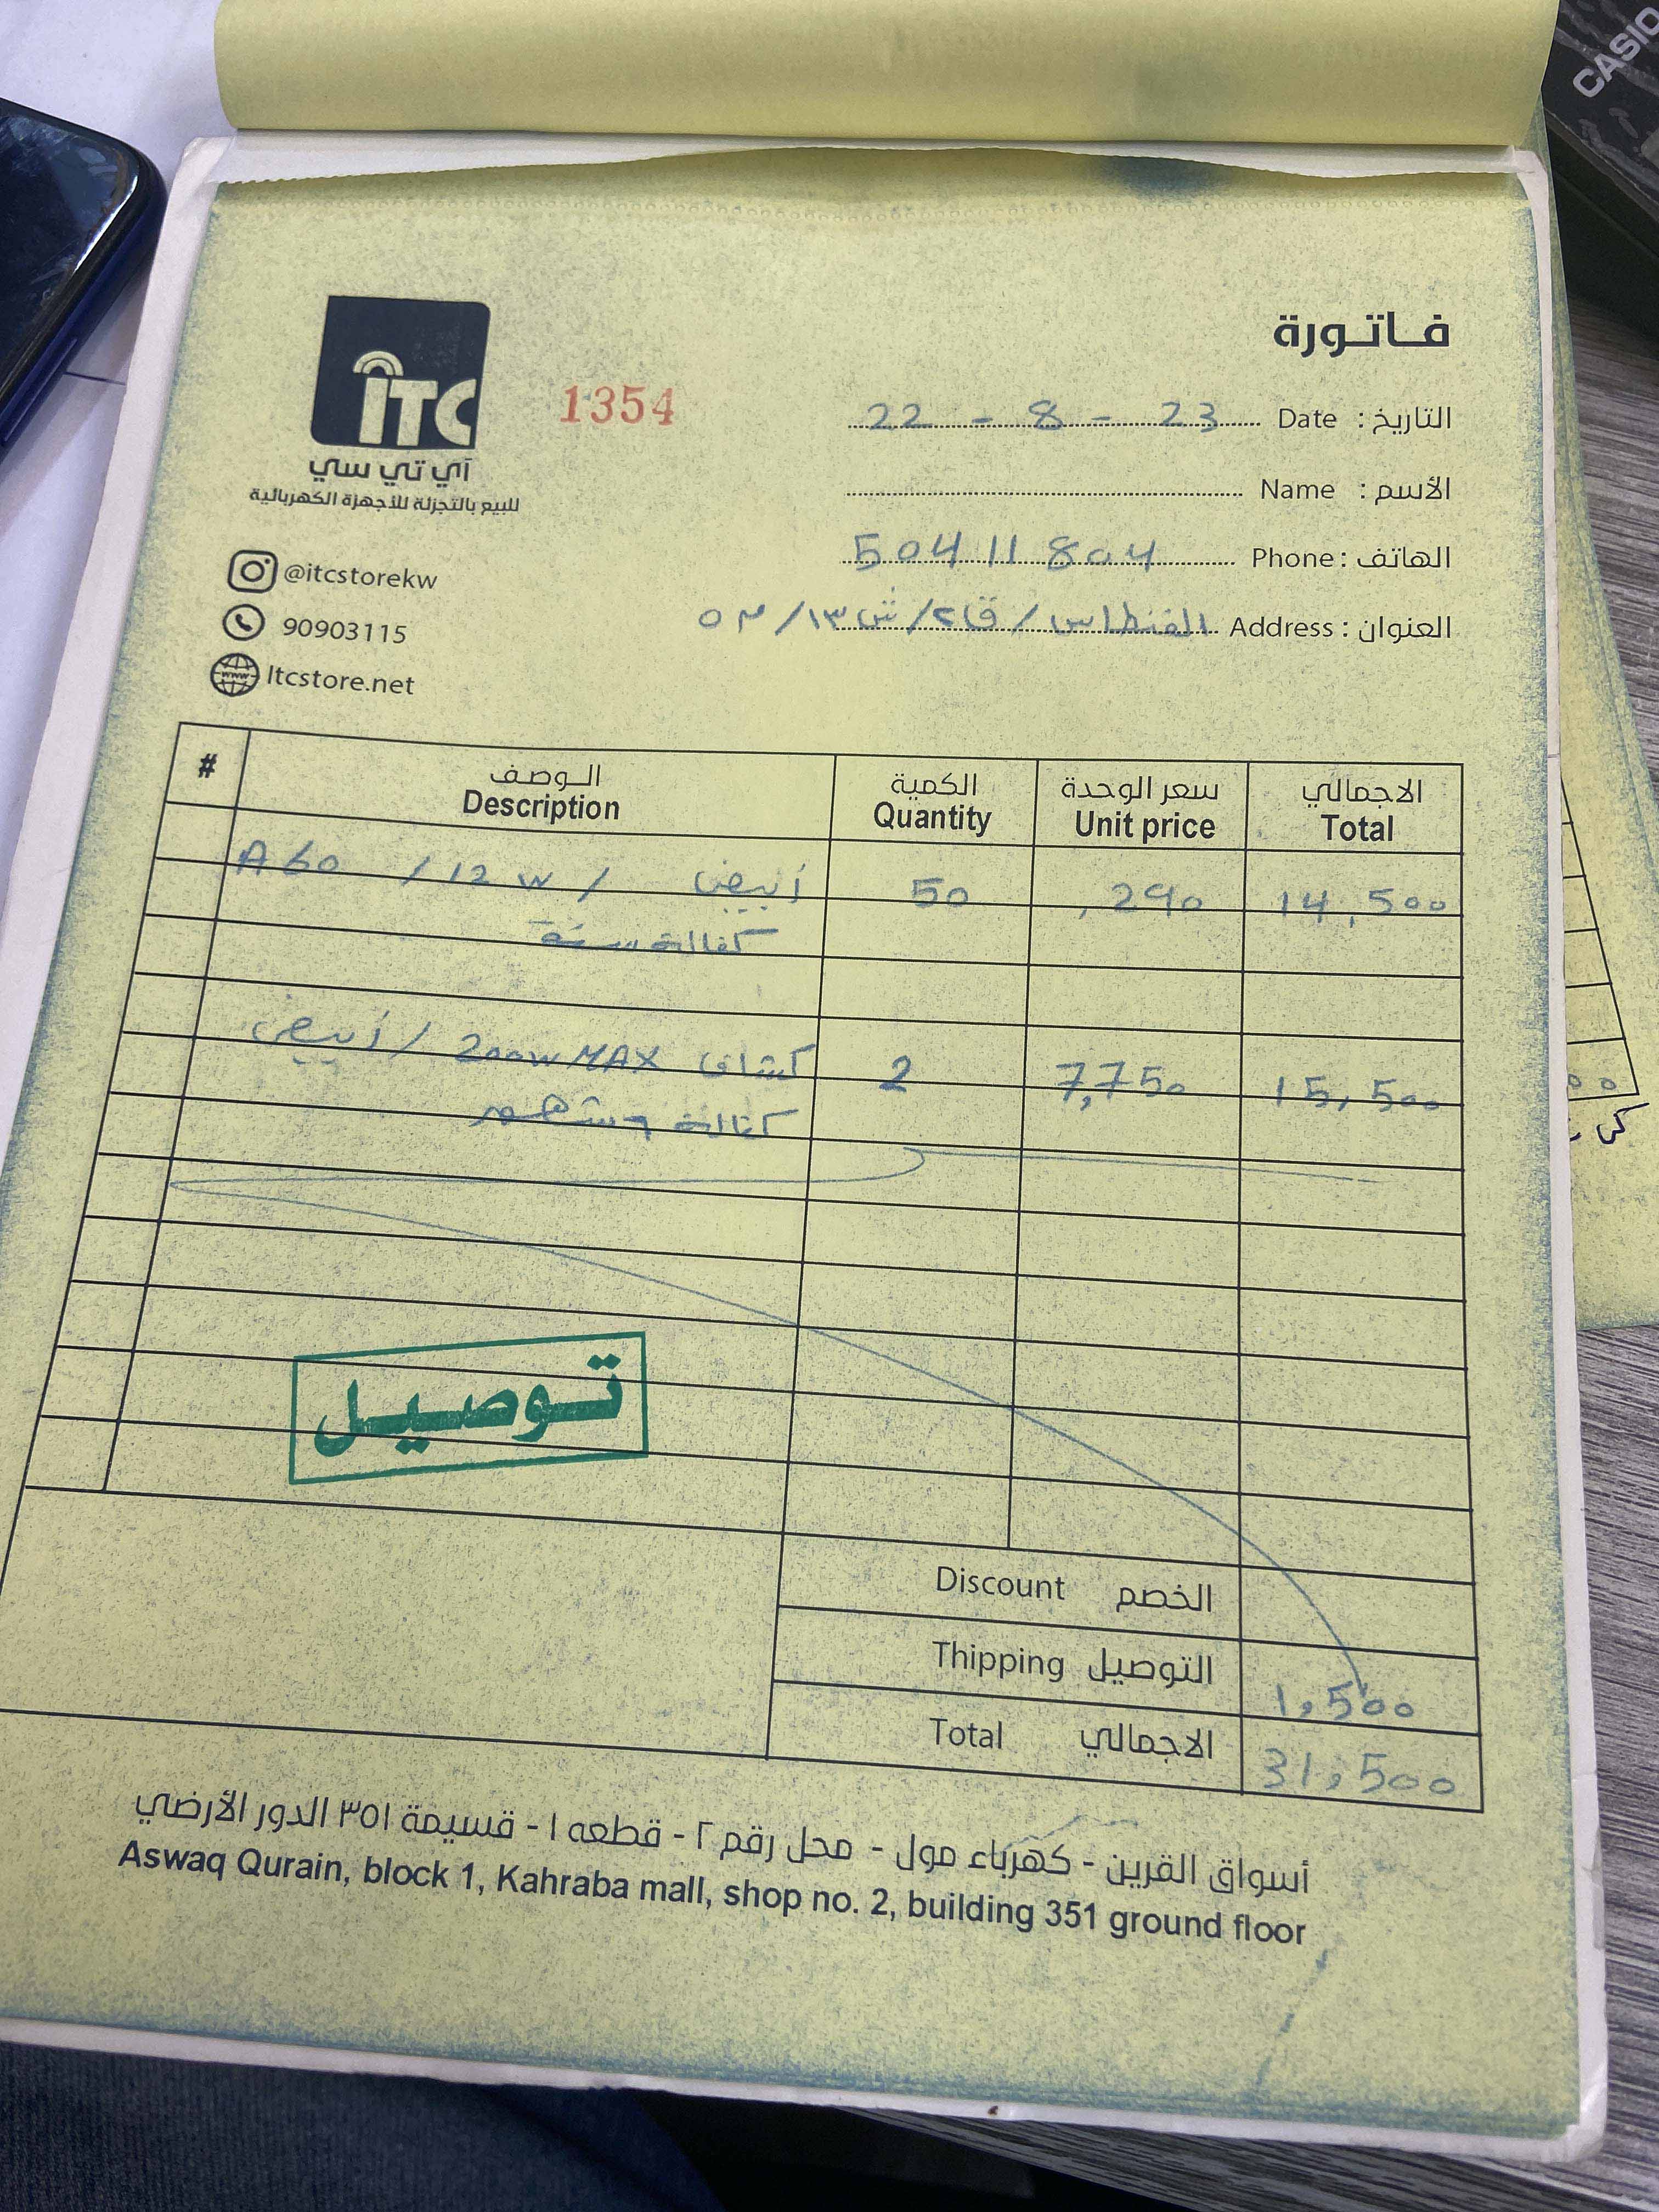 CASIO
فاتورة
ITC
آي تي سي
للبيع بالتجزئة للأجهزة الكهربائية
1354
التاريخ : Date 22 - 8 - 23
الأسم : Name
الهاتف : Phone 504 11 804
العنوان : Address الفنطاس / ق٢ / ش١٣ / م٥
@itcstorekw
90903115
Itcstore.net
# الوصف الكمية سعر الوحدة الاجمالي
Description Quantity Unit price Total
A60 / 12 w / أبيض 50 ,290 14,500
كفالة سنة
كشاف 200w MAX / أبيض 2 7,750 15,500
كفالة ٦ شهور
توصيل
Discount الخصم
Thipping التوصيل 1,500
Total الاجمالي 31,500
أسواق القرين - كهرباء مول - محل رقم ٢ - قطعه ١ - قسيمة ٣٥١ الدور الأرضي
Aswaq Qurain, block 1, Kahraba mall, shop no. 2, building 351 ground floor